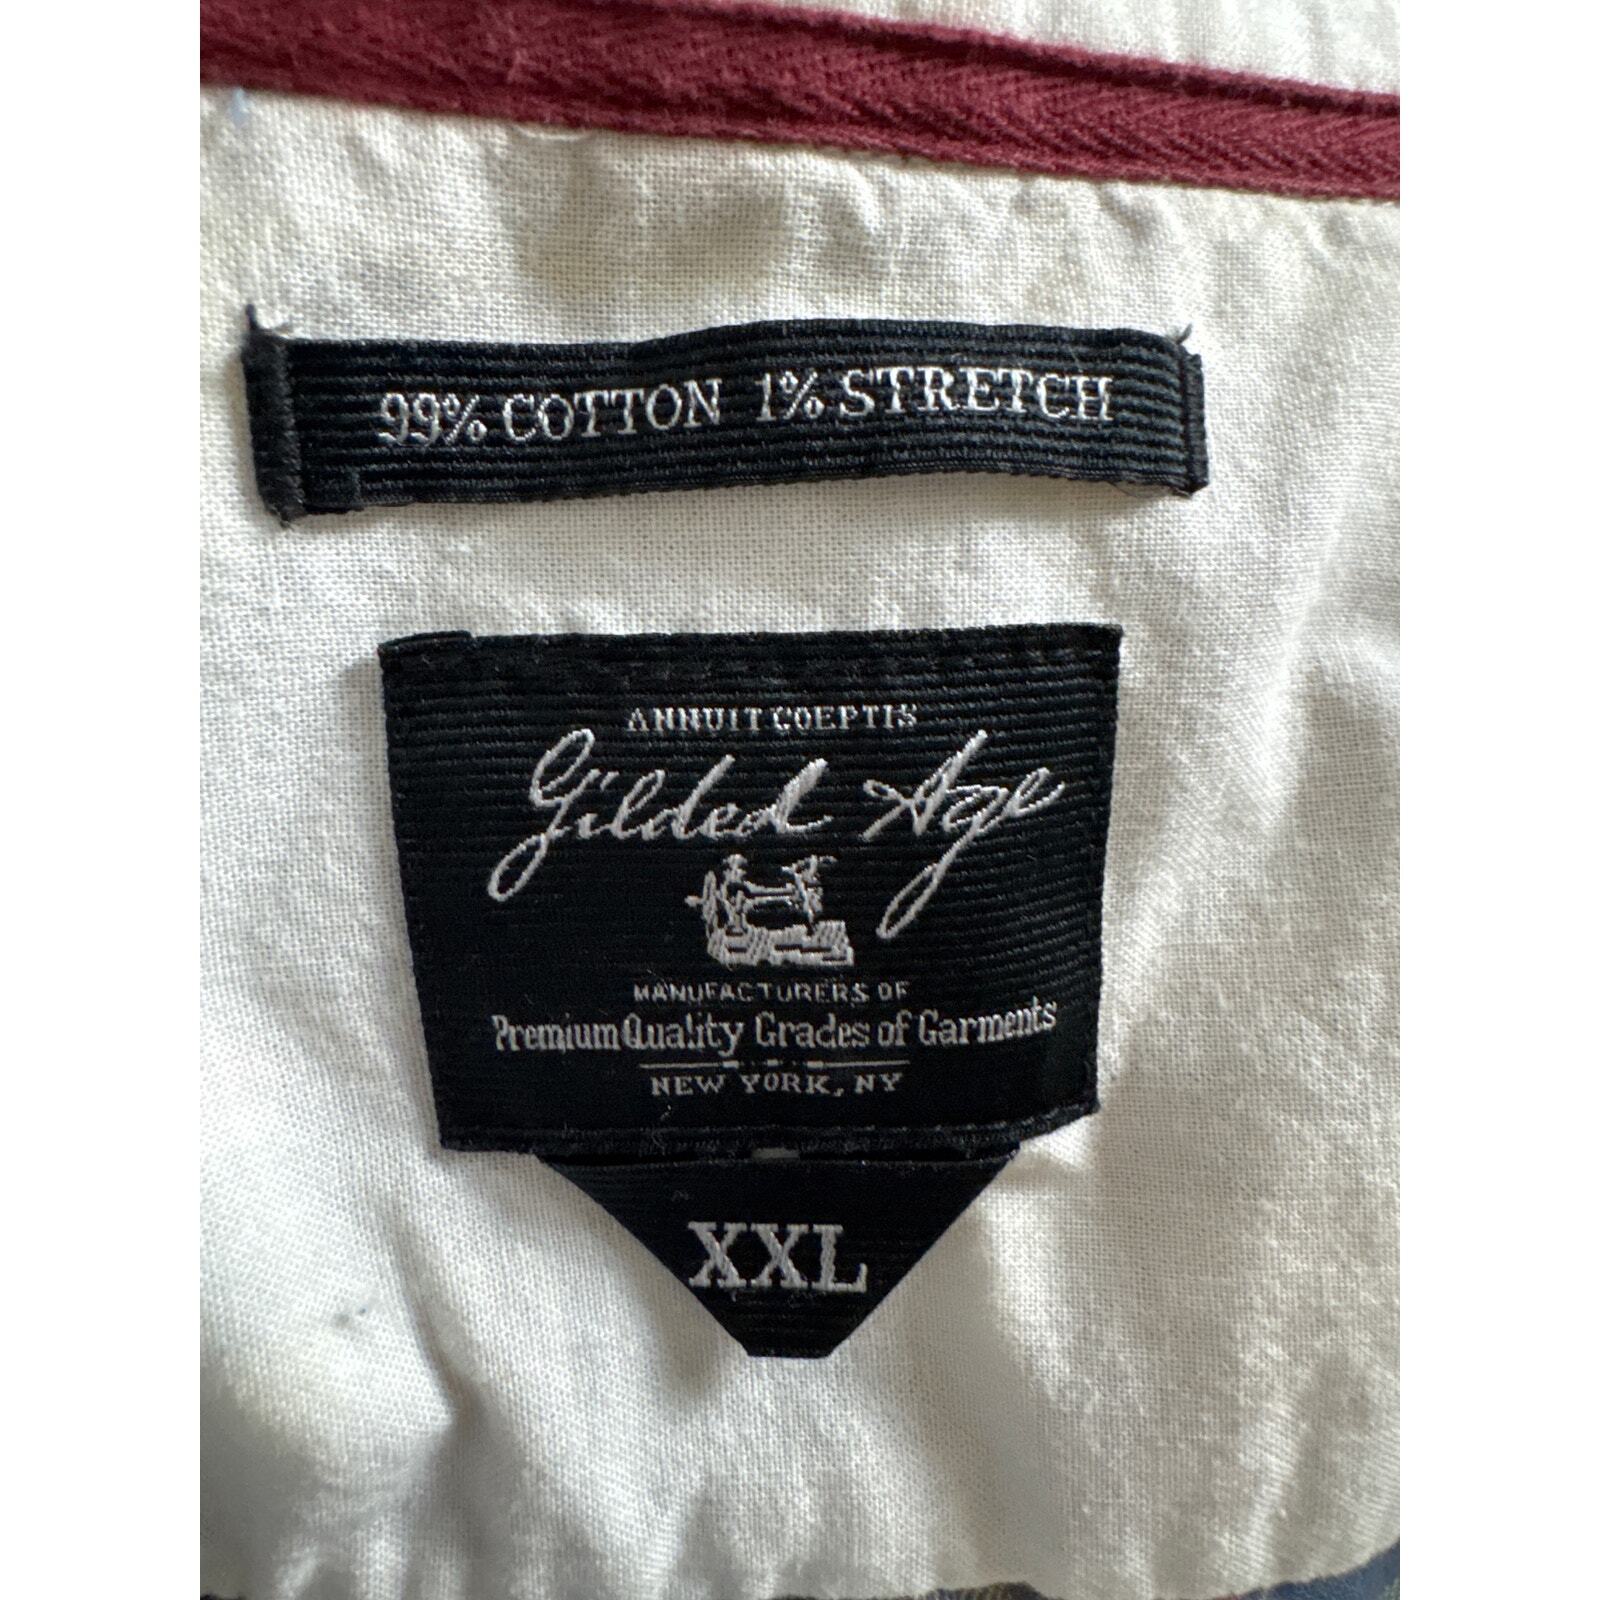 99% COTTON 1% STRETCH
ANNUIT COEPTIS
Gilded Age
MANUFACTURERS OF
Premium Quality Grades of Garments
NEW YORK, NY
XXL